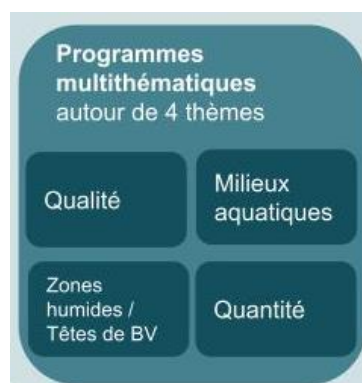 Programmes
multithématiques
autour de 4 thèmes
Qualité
Milieux
aquatiques
Zones
humides /
Têtes de BV
Quantité